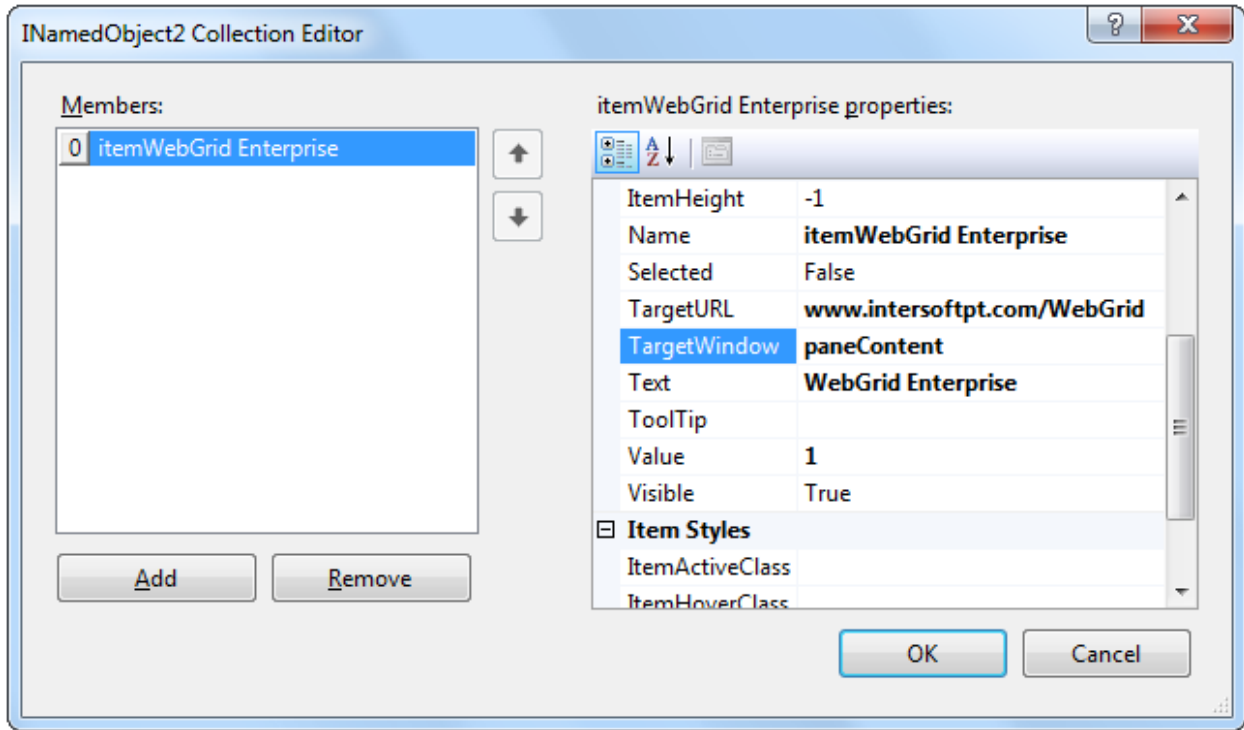 INamedObject2 Collection Editor
Members:
0 itemWebGrid Enterprise
Add
Remove
itemWebGrid Enterprise properties:
ItemHeight -1
Name itemWebGrid Enterprise
Selected False
TargetURL www.intersoftpt.com/WebGrid
TargetWindow paneContent
Text WebGrid Enterprise
ToolTip
Value 1
Visible True
Item Styles
ItemActiveClass
ItemHoverClass
OK
Cancel